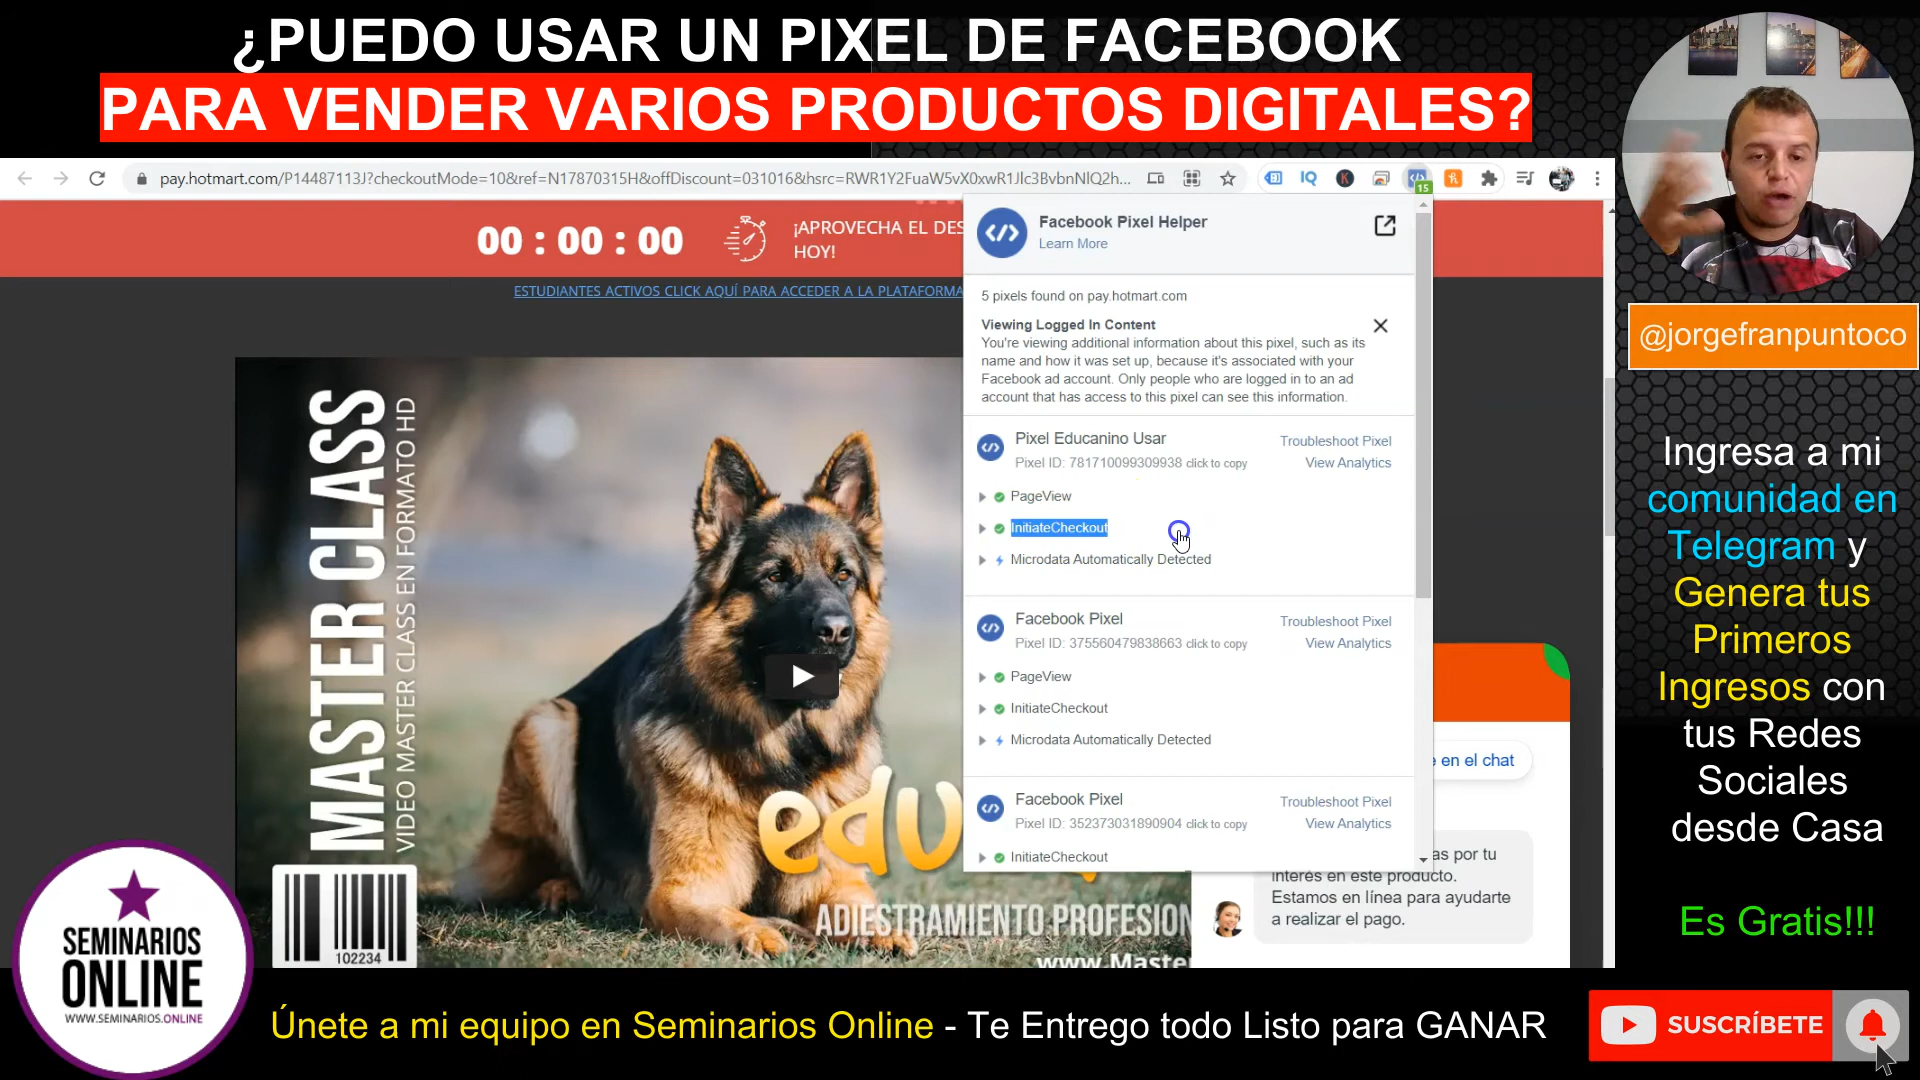 ¿PUEDO USAR UN PIXEL DE FACEBOOK
PARA VENDER VARIOS PRODUCTOS DIGITALES?
pay.hotmart.com/P14487113J?checkoutMode=10&ref=N17870315H&offDiscount=031016&hsrc=RWR1Y2FuaW5vX0xwR1Jlc3BvbnNlQ2h...
IQ
K
15
00 : 00 : 00
¡APROVECHA EL DES
HOY!
ESTUDIANTES ACTIVOS CLICK AQUÍ PARA ACCEDER A LA PLATAFORMA
Facebook Pixel Helper
Learn More
5 pixels found on pay.hotmart.com
Viewing Logged In Content
You're viewing additional information about this pixel, such as its
name and how it was set up, because it's associated with your
Facebook ad account. Only people who are logged in to an ad
account that has access to this pixel can see this information.
Pixel Educanino Usar
Troubleshoot Pixel
Pixel ID: 781710099309938 click to copy
View Analytics
PageView
InitiateCheckout
Microdata Automatically Detected
Facebook Pixel
Troubleshoot Pixel
Pixel ID: 375560479838663 click to copy
View Analytics
PageView
InitiateCheckout
Microdata Automatically Detected
Facebook Pixel
Troubleshoot Pixel
Pixel ID: 352373031890904 click to copy
View Analytics
InitiateCheckout
MASTER CLASS
VIDEO MASTER CLASS EN FORMATO HD
edu
ADIESTRAMIENTO PROFESION
www.Maste
102234
e en el chat
as por tu
interés en este producto.
Estamos en línea para ayudarte
a realizar el pago.
@jorgefranpuntoco
Ingresa a mi
comunidad en
Telegram y
Genera tus
Primeros
Ingresos con
tus Redes
Sociales
desde Casa
Es Gratis!!!
SEMINARIOS
ONLINE
WWW.SEMINARIOS.ONLINE
Únete a mi equipo en Seminarios Online - Te Entrego todo Listo para GANAR
SUSCRÍBETE